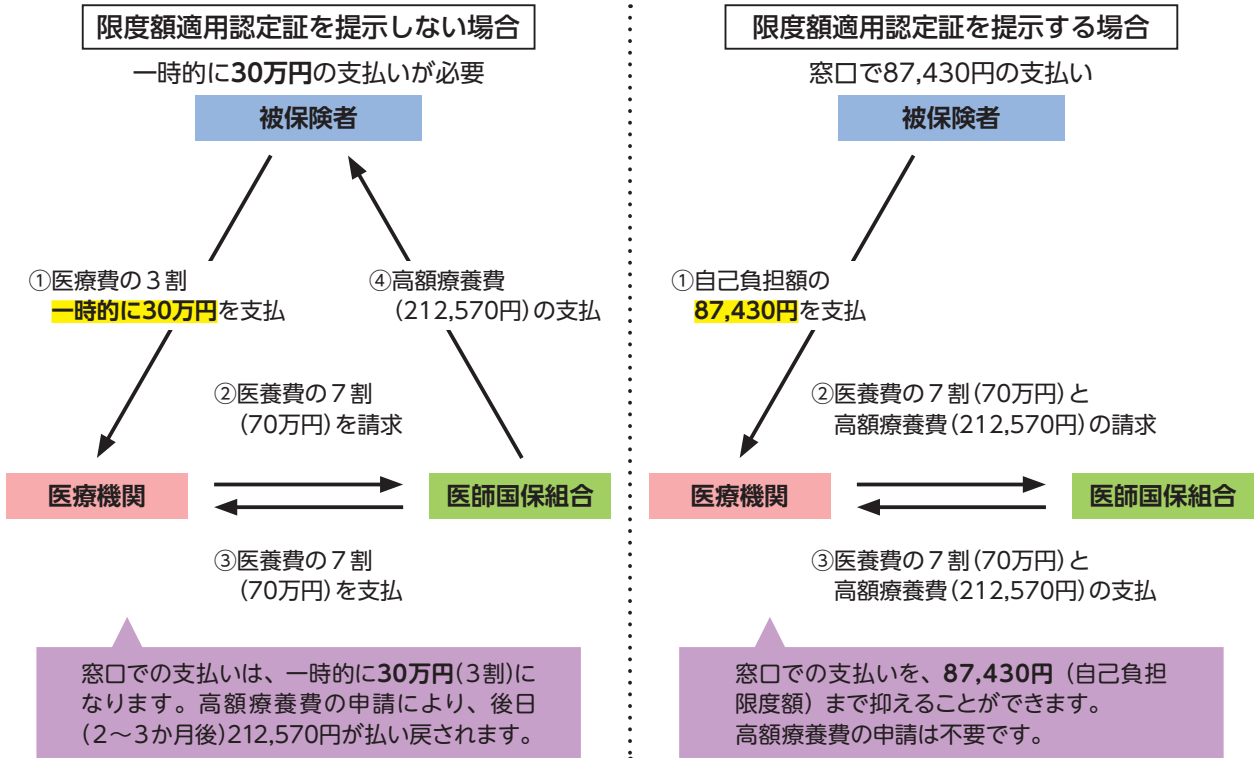 限度額適用認定証を提示しない場合
一時的に30万円の支払いが必要
被保険者
①医療費の3割
一時的に30万円を支払
④高額療養費
(212,570円)の支払
②医養費の7割
(70万円)を請求
医療機関
医師国保組合
③医養費の7割
(70万円)を支払
窓口での支払いは、一時的に30万円(3割)に
なります。高額療養費の申請により、後日
(2〜3か月後)212,570円が払い戻されます。
限度額適用認定証を提示する場合
窓口で87,430円の支払い
被保険者
①自己負担額の
87,430円を支払
②医養費の7割(70万円)と
高額療養費(212,570円)の請求
医療機関
医師国保組合
③医養費の7割(70万円)と
高額療養費(212,570円)の支払
窓口での支払いを、87,430円(自己負担
限度額)まで抑えることができます。
高額療養費の申請は不要です。